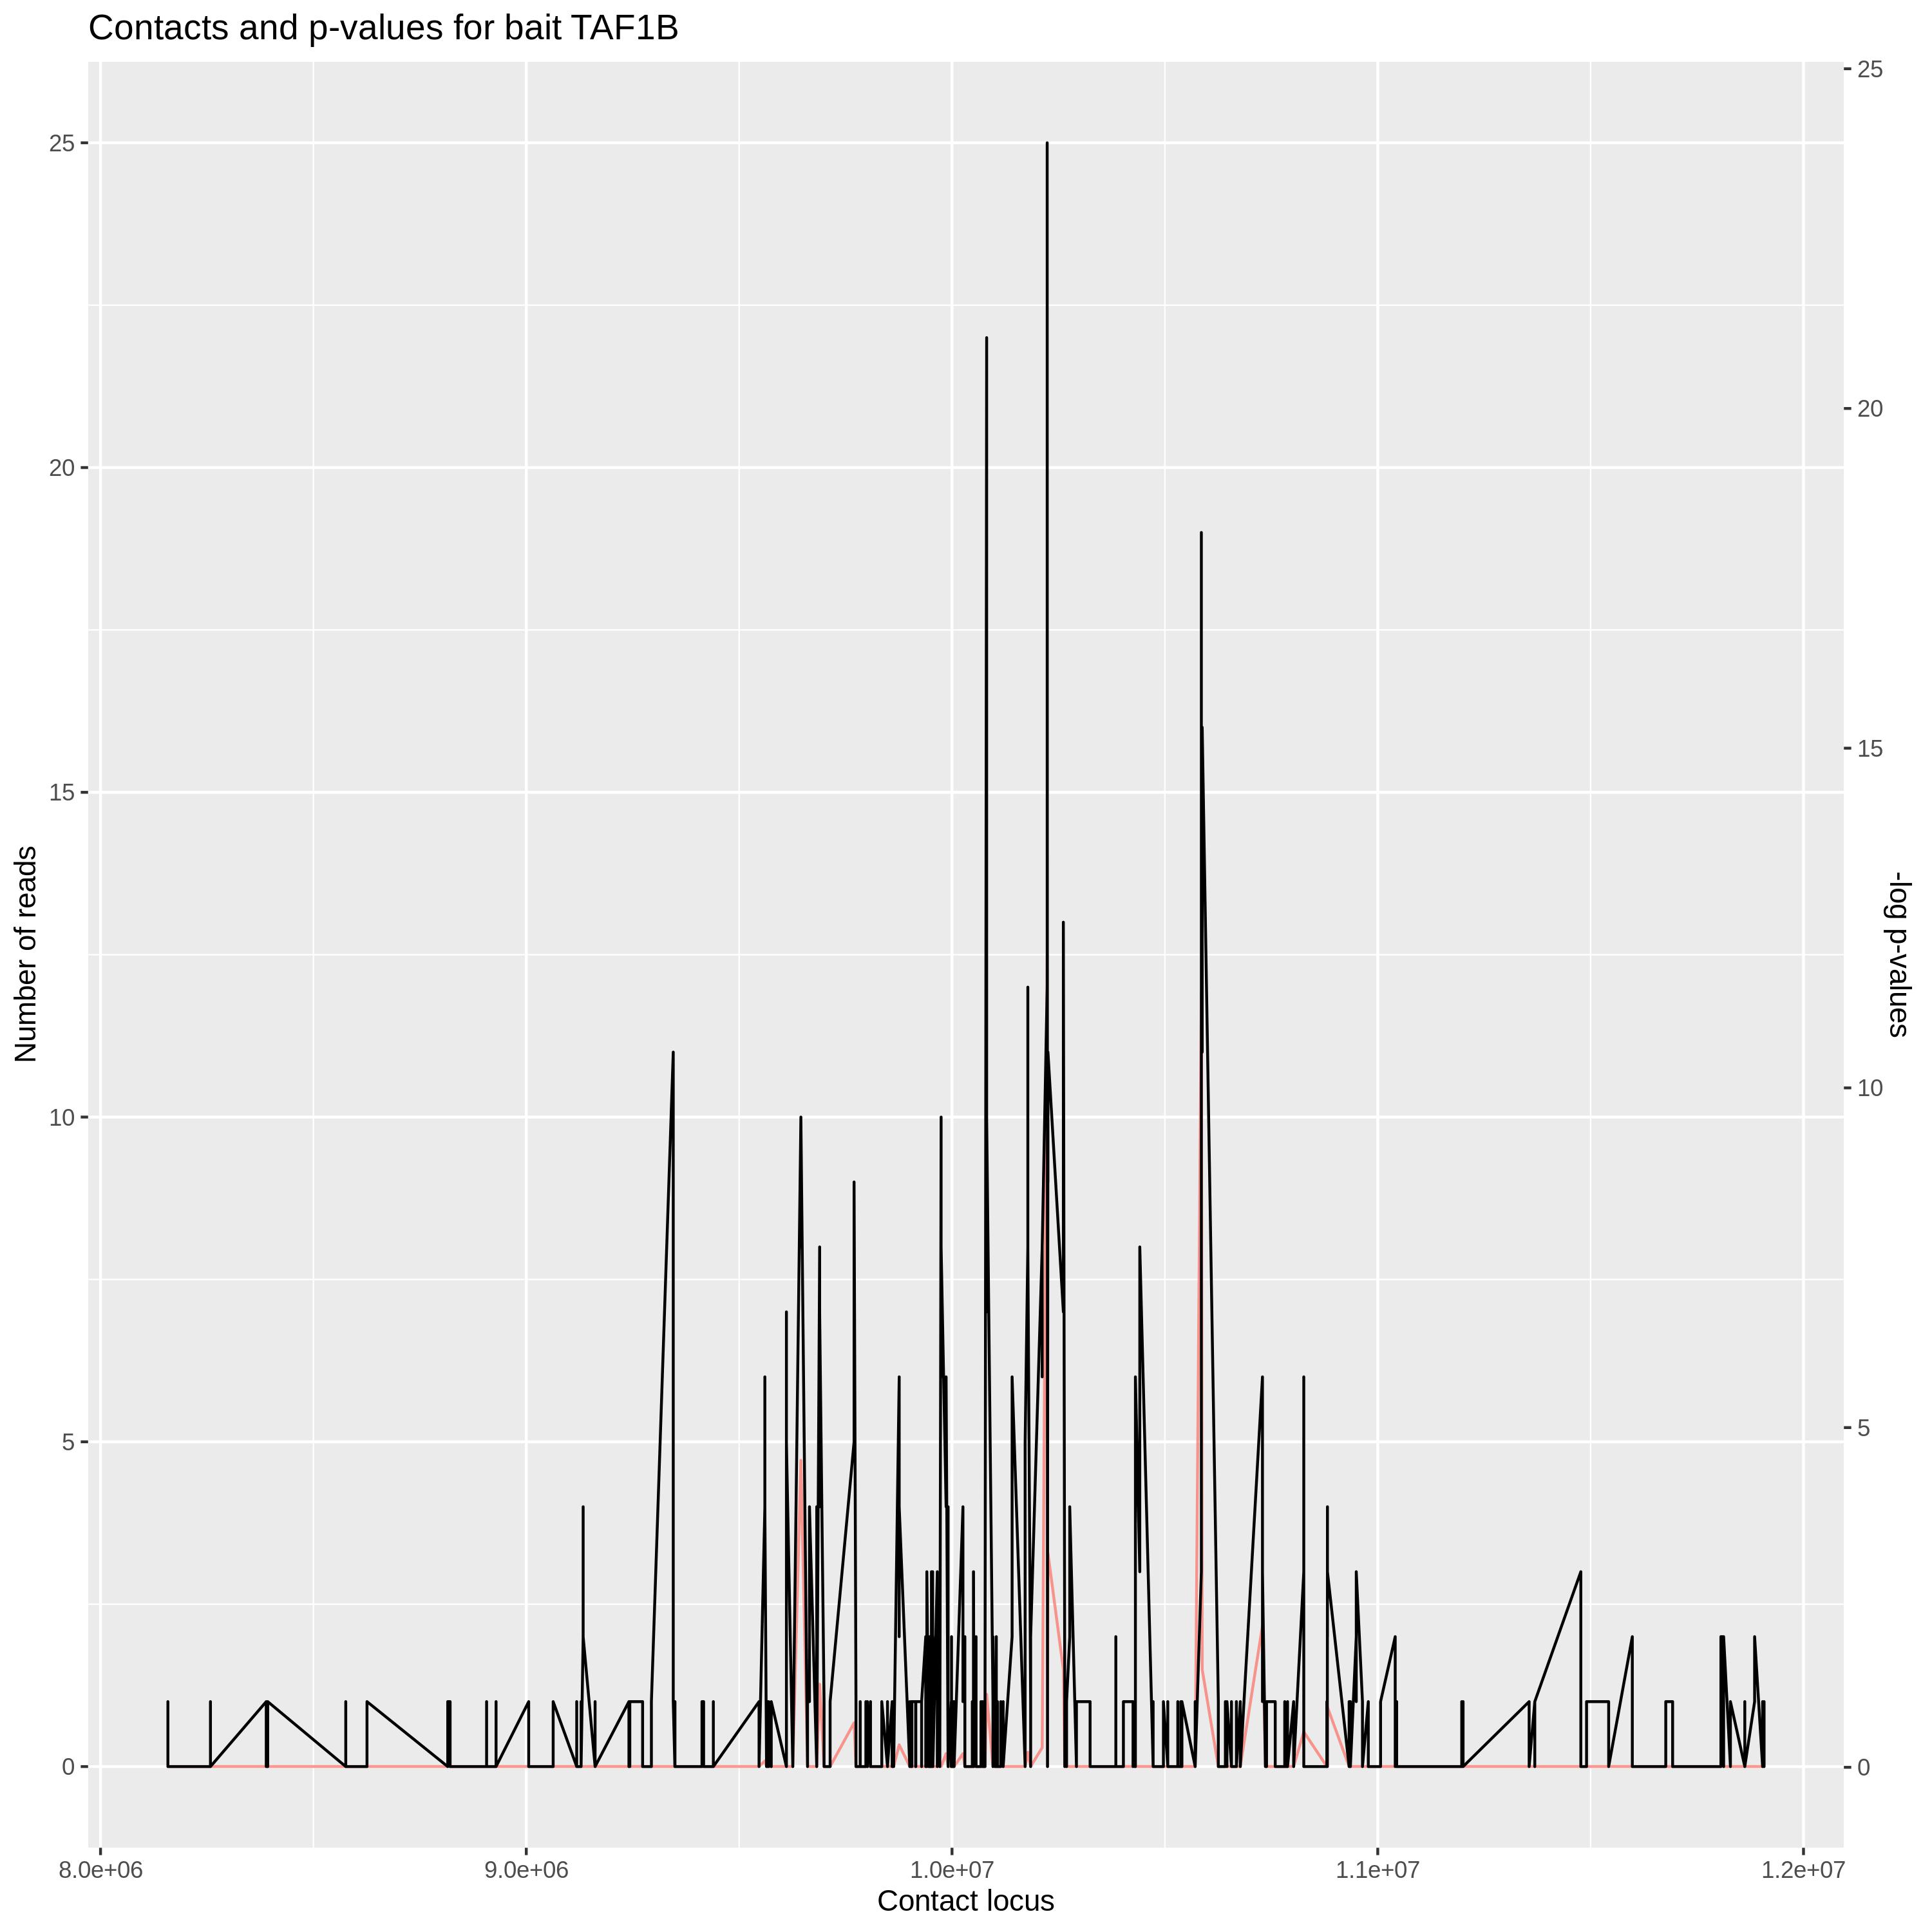 Contacts and p-values for bait TAF1B
25
20
15
10
5
0
Number of reads
25
20
15
10
5
0
-log p-values
8.0e+06
9.0e+06
1.0e+07
1.1e+07
1.2e+07
Contact locus